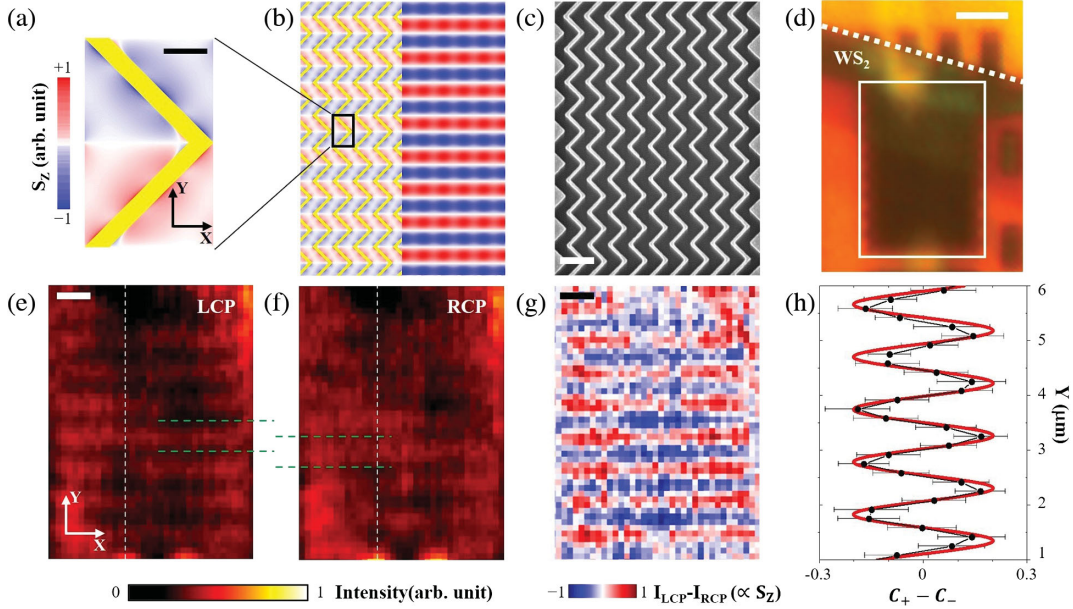 (a)
+1
S_Z (arb. unit)
−1
Y
X
(b)
(c)
(d)
WS₂
(e)
LCP
Y
X
(f)
RCP
(g)
(h)
6
5
4
3
2
1
Y (μm)
-0.3
0
0.3
C₊ − C₋
0
1
Intensity(arb. unit)
−1
1
I_LCP-I_RCP(∝ S_Z)